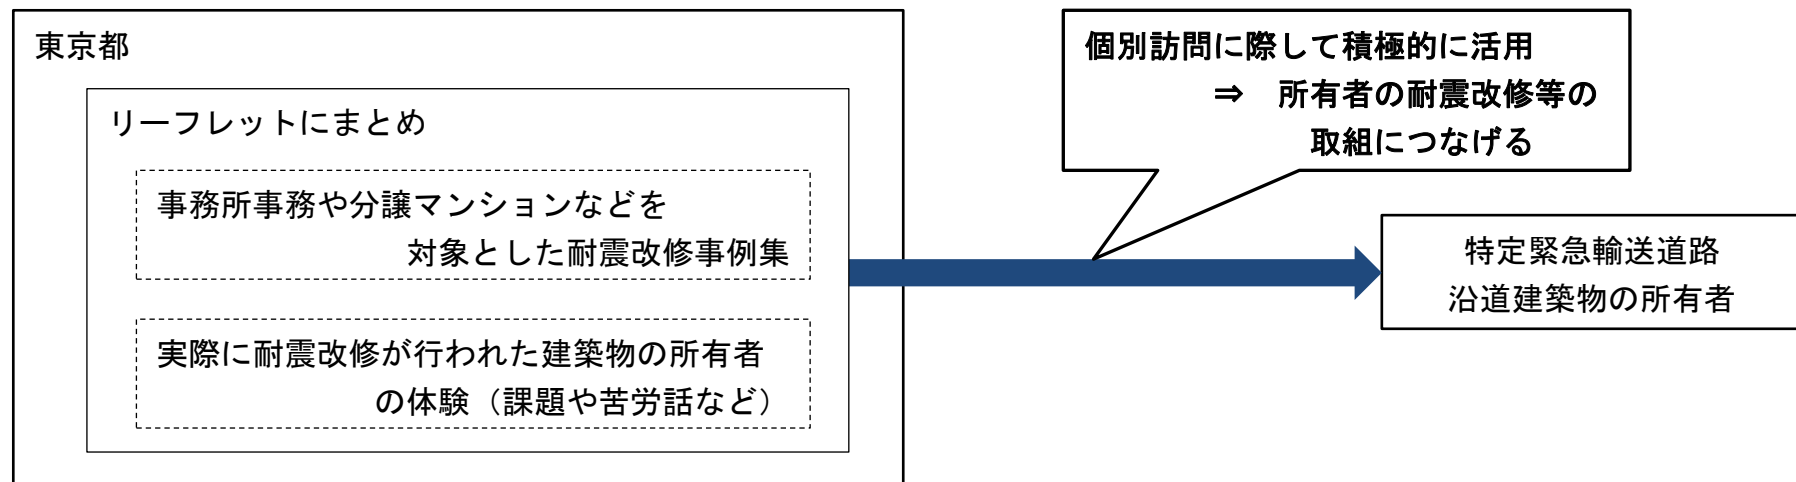 東京都
リーフレットにまとめ
事務所事務や分譲マンションなどを
対象とした耐震改修事例集
実際に耐震改修が行われた建築物の所有者
の体験（課題や苦労話など）
個別訪問に際して積極的に活用
⇒　所有者の耐震改修等の
取組につなげる
特定緊急輸送道路
沿道建築物の所有者